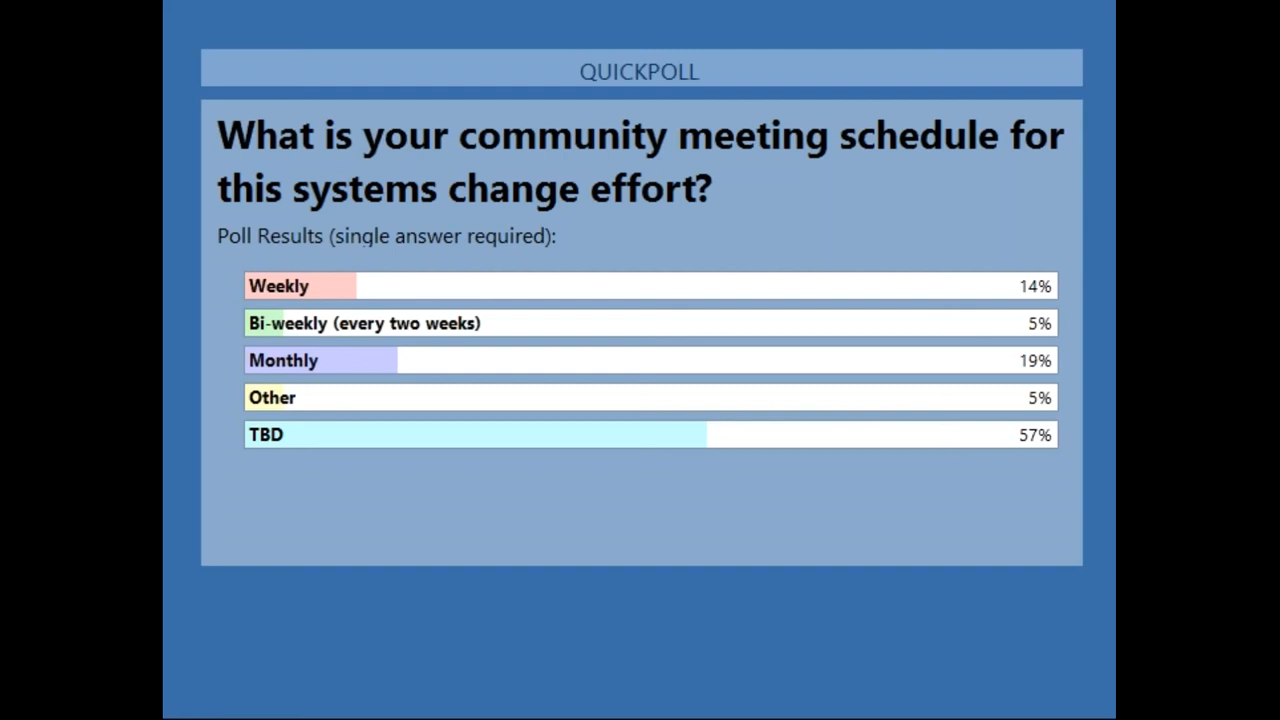 QUICKPOLL
What is your community meeting schedule for
this systems change effort?
Poll Results (single answer required):
Weekly 14%
Bi-weekly (every two weeks) 5%
Monthly 19%
Other 5%
TBD 57%